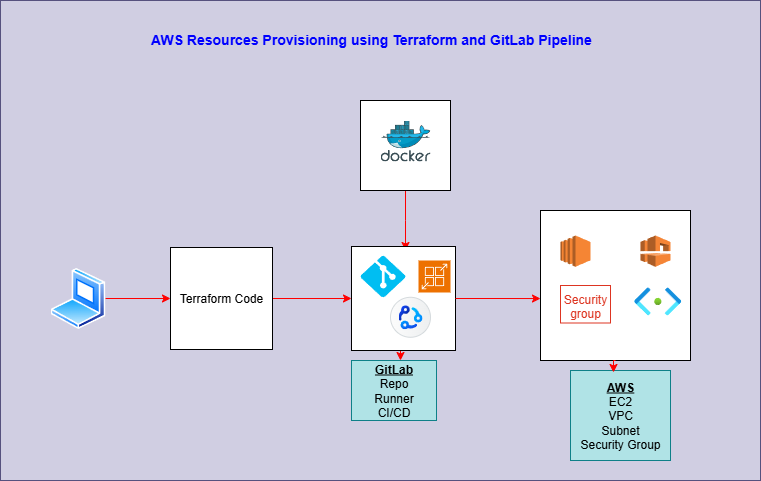 AWS Resources Provisioning using Terraform and GitLab Pipeline
docker
Terraform Code
Security
group
GitLab
Repo
Runner
CI/CD
AWS
EC2
VPC
Subnet
Security Group